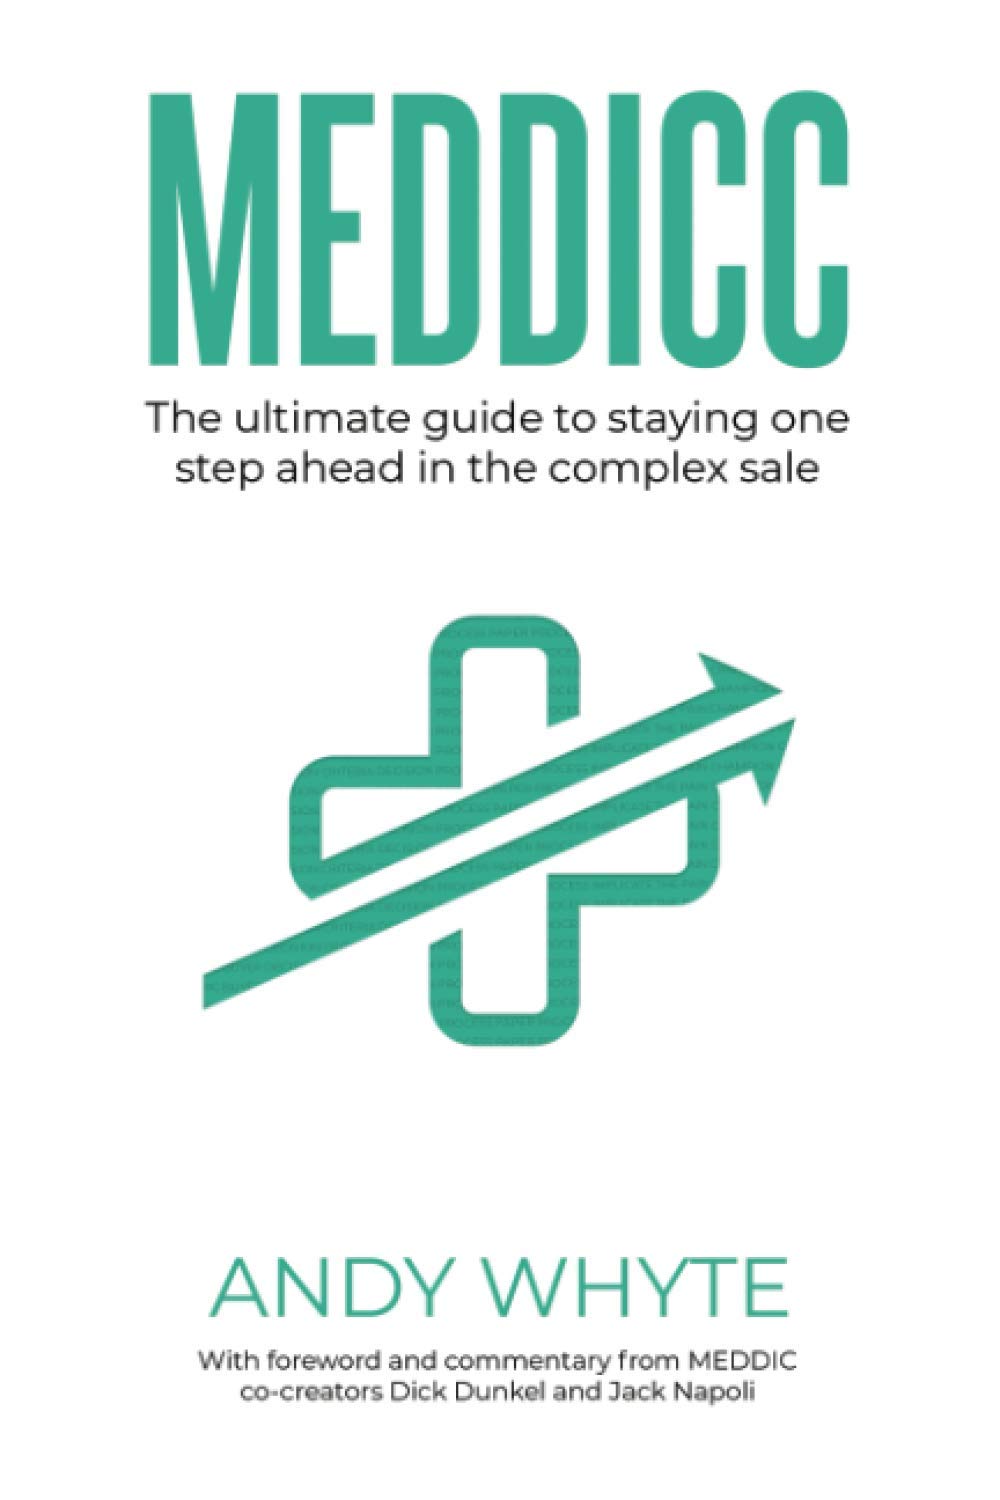 MEDDICC
The ultimate guide to staying one
step ahead in the complex sale
ANDY WHYTE
With foreword and commentary from MEDDIC
co-creators Dick Dunkel and Jack Napoli